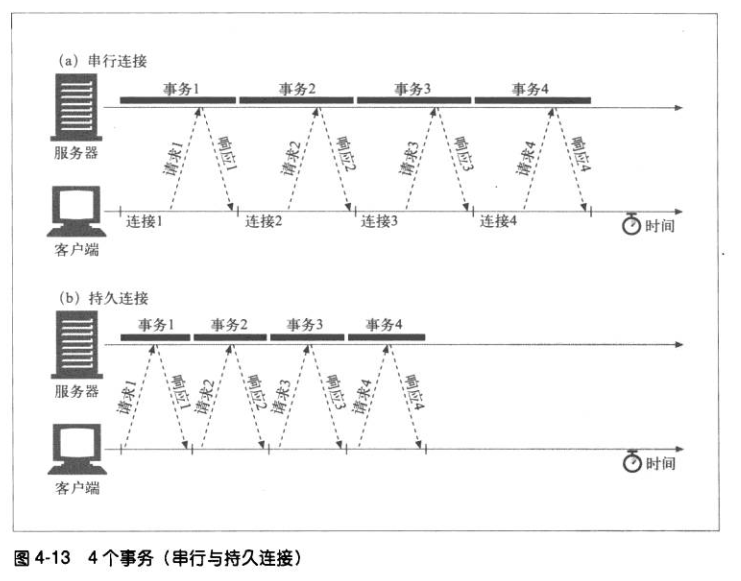 (a) 串行连接
事务1 事务2 事务3 事务4
服务器
请求1 响应1 请求2 响应2 请求3 响应3 请求4 响应4
连接1 连接2 连接3 连接4
时间
客户端
(b) 持久连接
事务1 事务2 事务3 事务4
服务器
请求1 响应1 请求2 响应2 请求3 响应3 请求4 响应4
时间
客户端
图 4-13 4个事务(串行与持久连接)